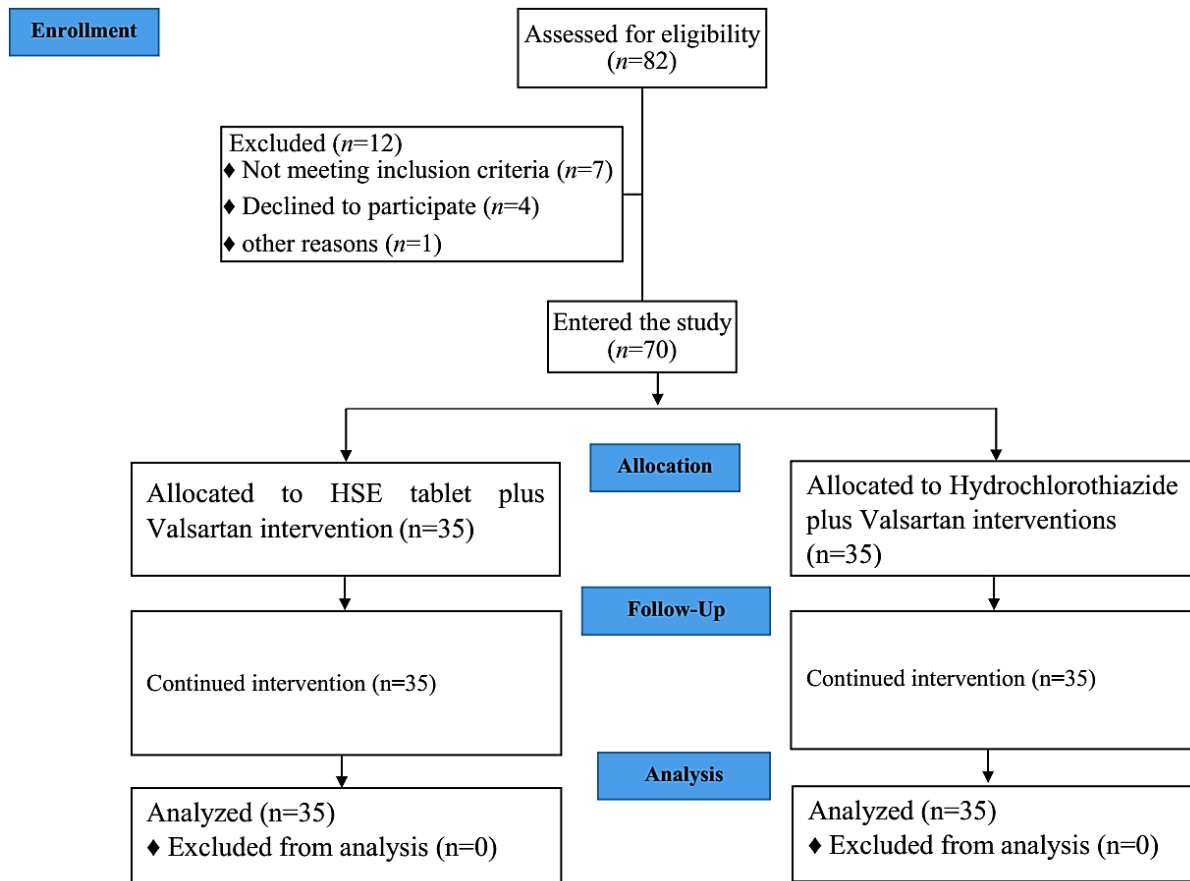 Enrollment
Assessed for eligibility
(n=82)
Excluded (n=12)
♦ Not meeting inclusion criteria (n=7)
♦ Declined to participate (n=4)
♦ other reasons (n=1)
Entered the study
(n=70)
Allocation
Allocated to HSE tablet plus
Valsartan intervention (n=35)
Allocated to Hydrochlorothiazide
plus Valsartan interventions
(n=35)
Follow-Up
Continued intervention (n=35)
Continued intervention (n=35)
Analysis
Analyzed (n=35)
♦ Excluded from analysis (n=0)
Analyzed (n=35)
♦ Excluded from analysis (n=0)